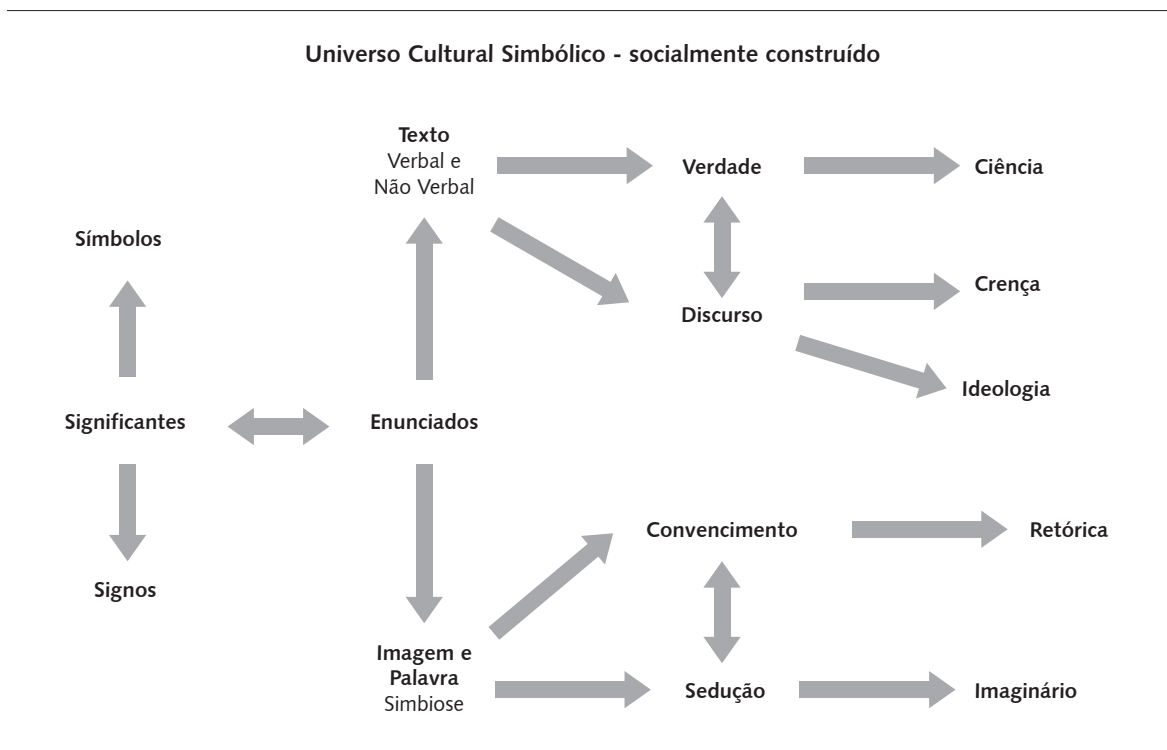 Universo Cultural Simbólico - socialmente construído
Texto
Verbal e
Não Verbal
Verdade
Ciência
Símbolos
Crença
Discurso
Ideologia
Significantes
Enunciados
Convencimento
Retórica
Signos
Imagem e
Palavra
Simbiose
Sedução
Imaginário